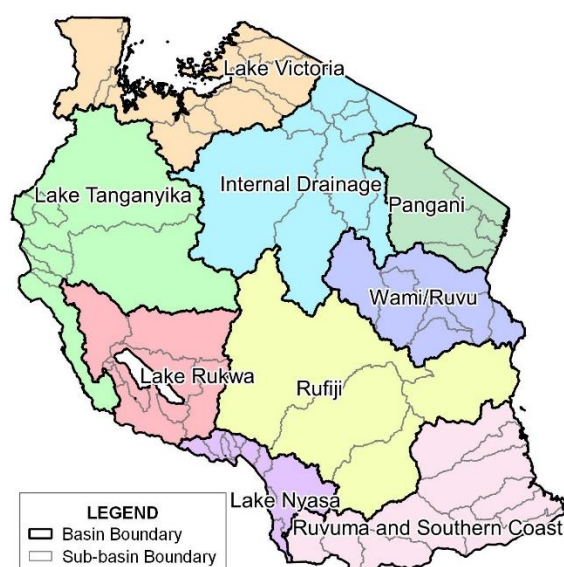 Lake Victoria
Lake Tanganyika
Internal Drainage
Pangani
Wami/Ruvu
Lake Rukwa
Rufiji
Lake Nyasa
Ruvuma and Southern Coast
LEGEND
Basin Boundary
Sub-basin Boundary